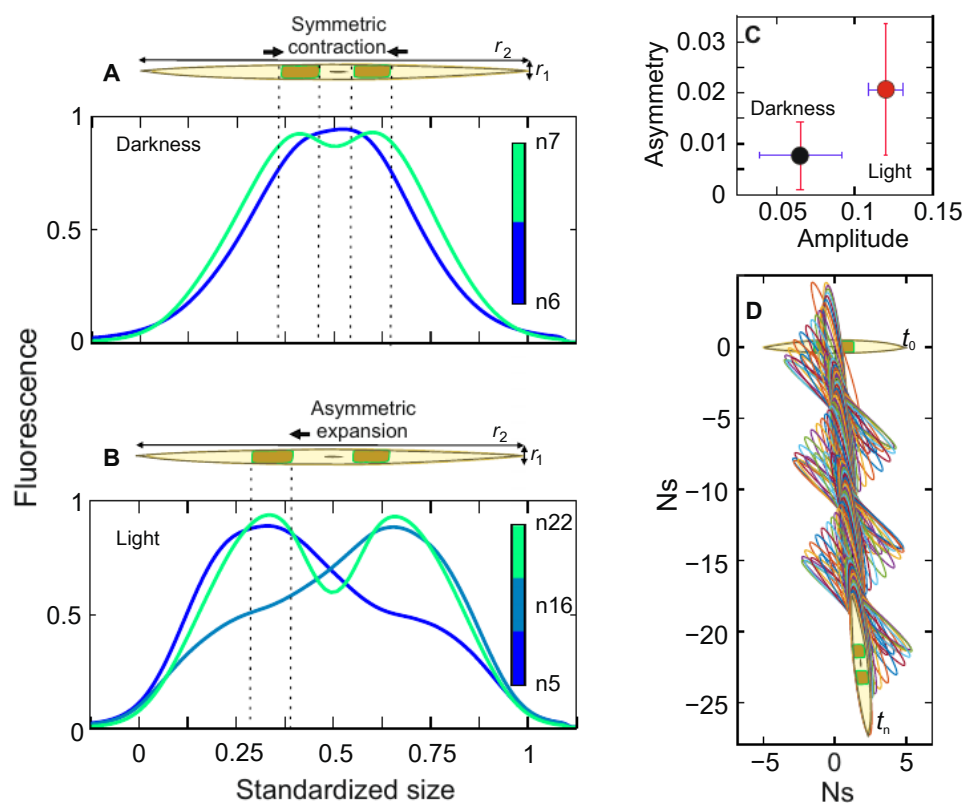 Symmetric
contraction
A
r2
r1
1
Darkness
n7
n6
0.5
0
Fluorescence
Asymmetric
expansion
B
r2
r1
1
Light
n22
n16
n5
0.5
0
0 0.25 0.5 0.75 1
Standardized size
C
0.03
0.02
0.01
0
Asymmetry
Darkness
Light
0.05 0.10 0.15
Amplitude
D
t0
0
−5
−10
−15
−20
−25
Ns
tn
−5 0 5
Ns